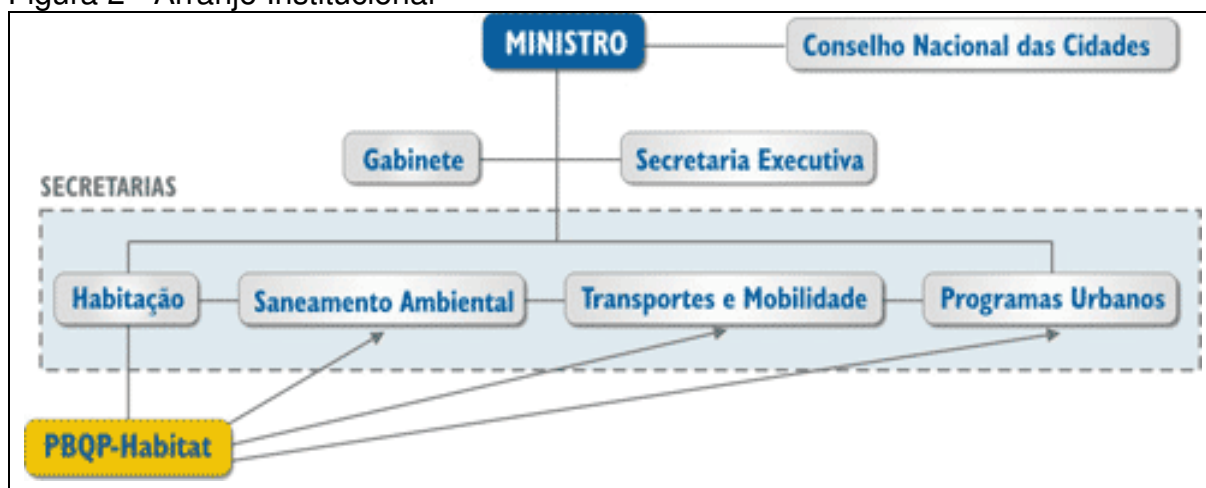 Figura 2 - Arranjo Institucional
MINISTRO
Conselho Nacional das Cidades
Gabinete
Secretaria Executiva
SECRETARIAS
Habitação
Saneamento Ambiental
Transportes e Mobilidade
Programas Urbanos
PBQP-Habitat